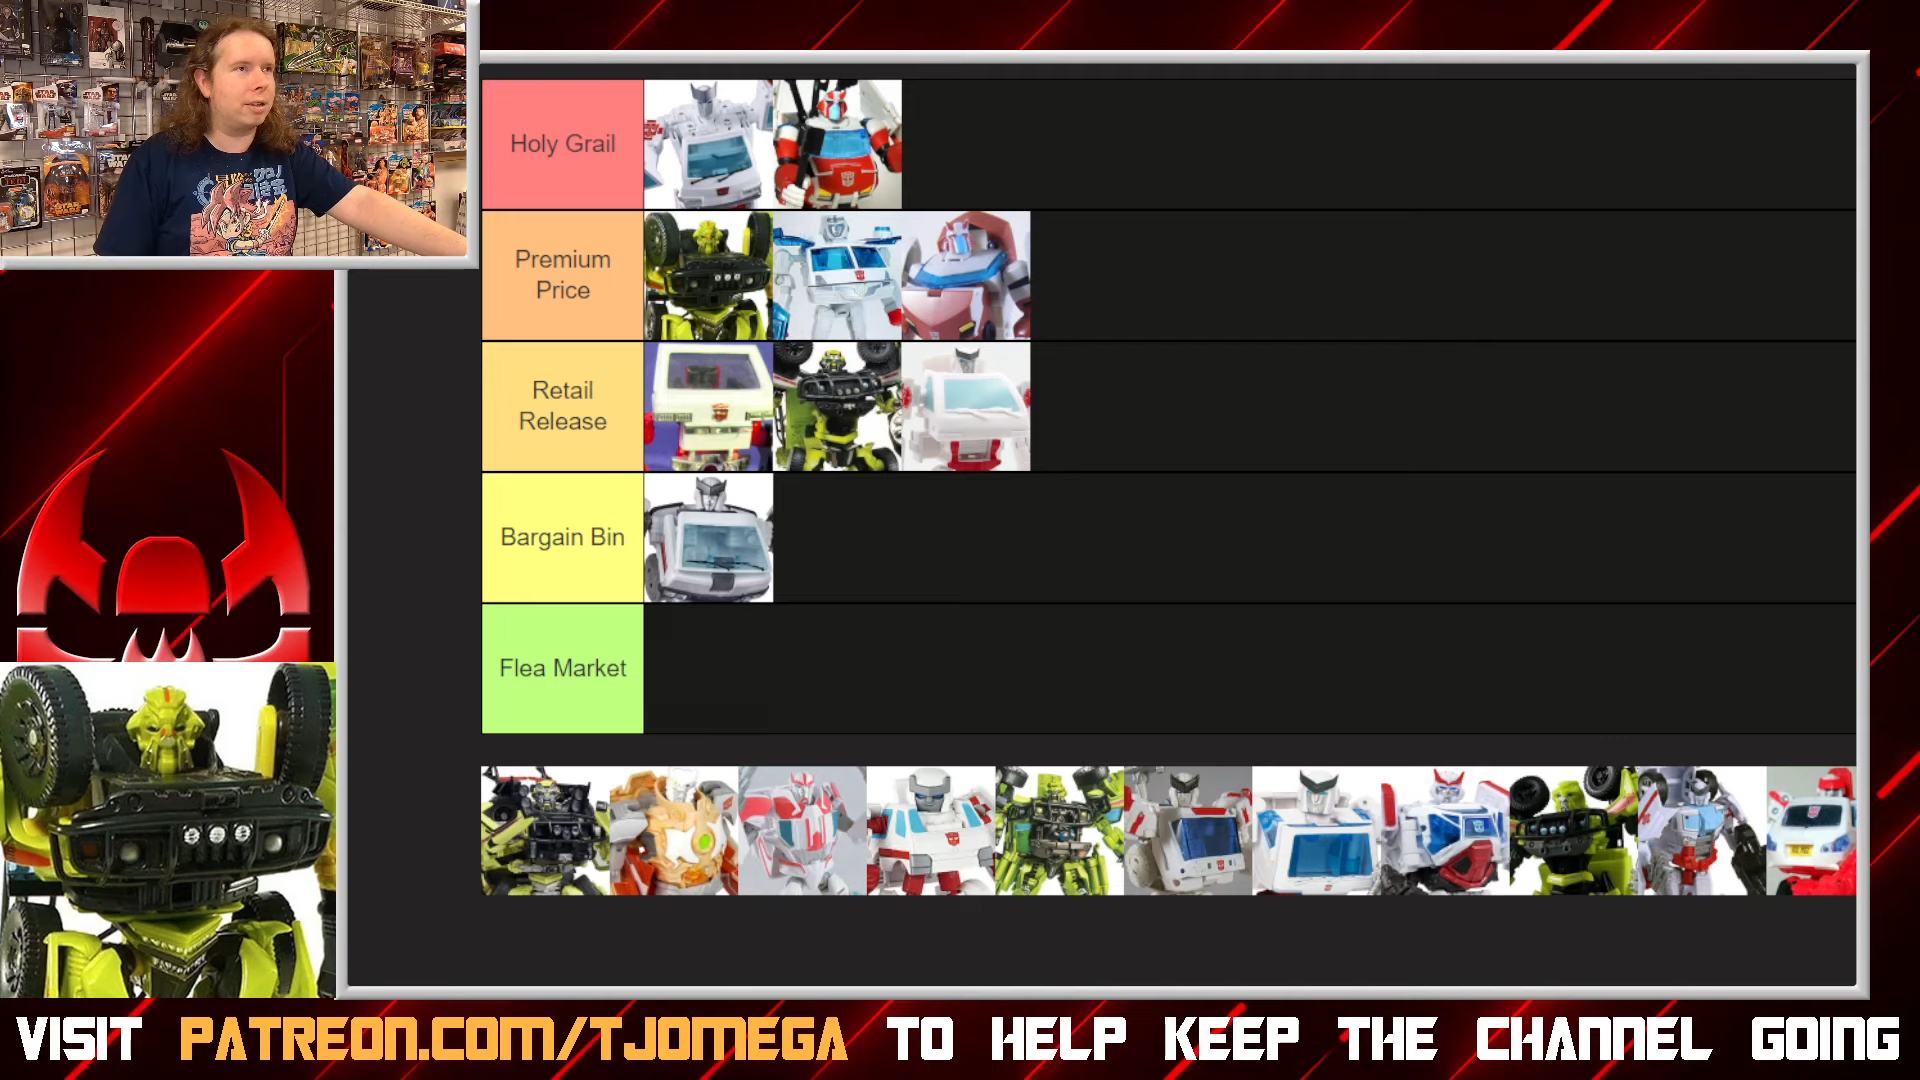 Holy Grail
Premium
Price
Retail
Release
Bargain Bin
Flea Market
VISIT PATREON.COM/TJOMEGA TO HELP KEEP THE CHANNEL GOING